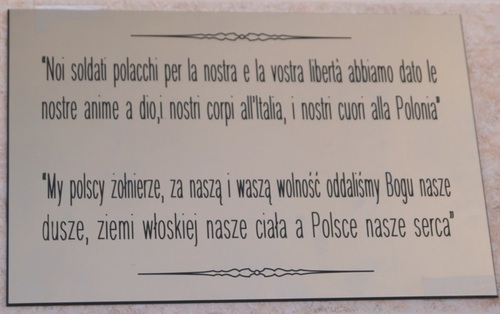 "Noi soldati polacchi per la nostra e la vostra libertà abbiamo dato le
nostre anime a dio,i nostri corpi all'Italia, i nostri cuori alla Polonia"
"My polscy żołnierze, za naszą i waszą wolność oddaliśmy Bogu nasze
dusze, ziemi włoskiej nasze ciała a Polsce nasze serca"